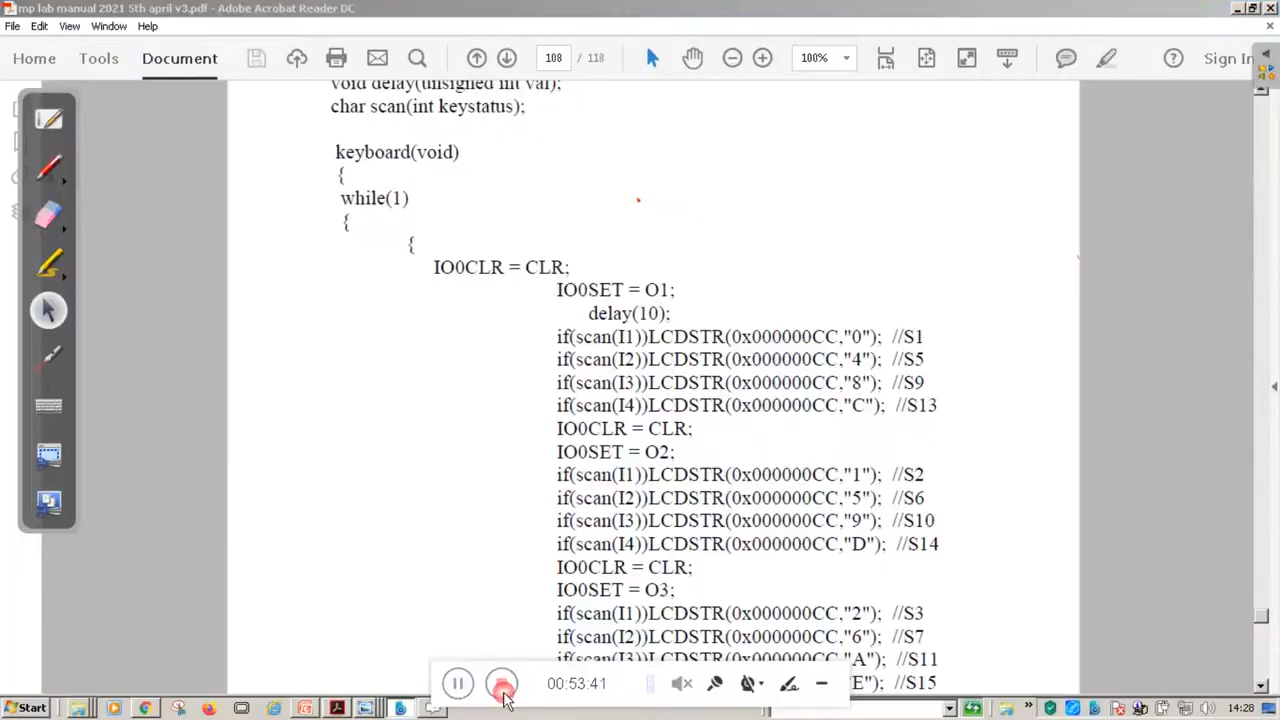 mp lab manual 2021 5th april v3.pdf - Adobe Acrobat Reader DC
File Edit View Window Help
Home Tools Document 108 / 118 100% Sign In
void delay(unsigned int val);
char scan(int keystatus);
keyboard(void)
{
while(1)
{
{
IO0CLR = CLR;
IO0SET = O1;
delay(10);
if(scan(I1))LCDSTR(0x000000CC,"0"); //S1
if(scan(I2))LCDSTR(0x000000CC,"4"); //S5
if(scan(I3))LCDSTR(0x000000CC,"8"); //S9
if(scan(I4))LCDSTR(0x000000CC,"C"); //S13
IO0CLR = CLR;
IO0SET = O2;
if(scan(I1))LCDSTR(0x000000CC,"1"); //S2
if(scan(I2))LCDSTR(0x000000CC,"5"); //S6
if(scan(I3))LCDSTR(0x000000CC,"9"); //S10
if(scan(I4))LCDSTR(0x000000CC,"D"); //S14
IO0CLR = CLR;
IO0SET = O3;
if(scan(I1))LCDSTR(0x000000CC,"2"); //S3
if(scan(I2))LCDSTR(0x000000CC,"6"); //S7
if(scan(I3))LCDSTR(0x000000CC,"A"); //S11
"E"); //S15
00:53:41
Start 14:28